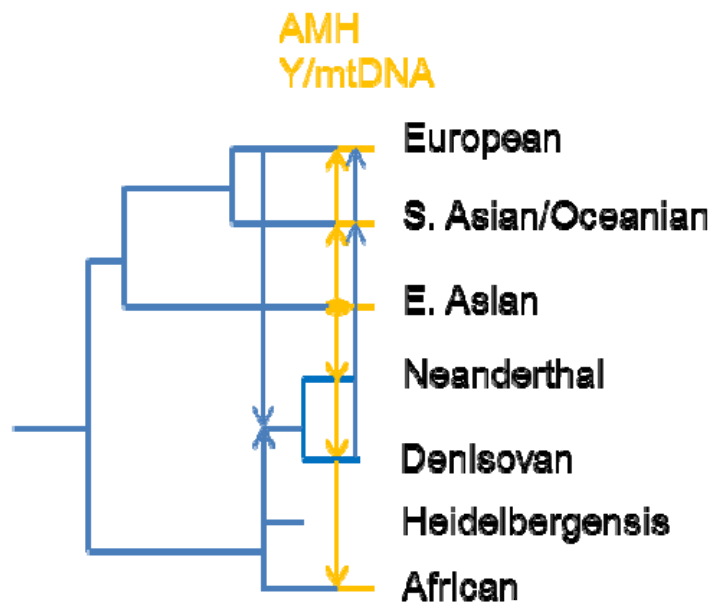 AMH
Y/mtDNA
European
S. Asian/Oceanian
E. Asian
Neanderthal
Denisovan
Heidelbergensis
African